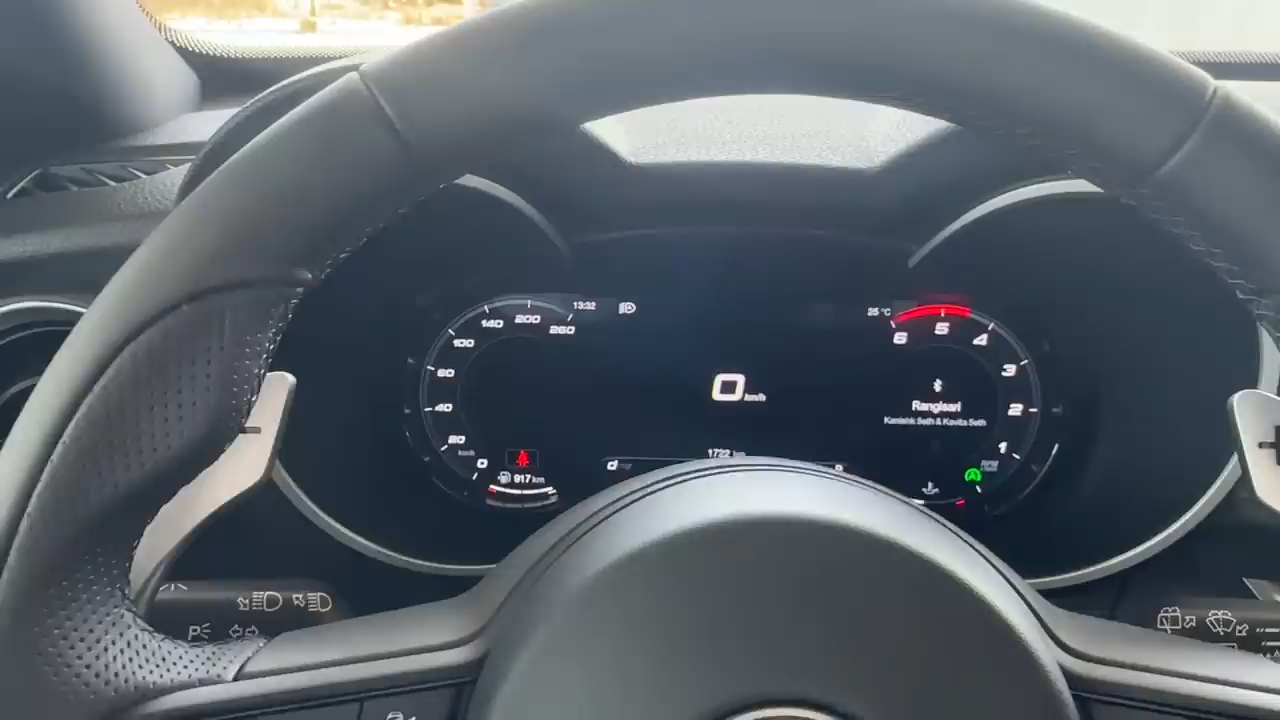 13:32
25 °C
260
200
140
100
80
40
20
0
km/h
917 km
0 km/h
1722 km
d
6
5
4
3
2
1
RPM
Rangisari
Kanishk Seth & Kavita Seth
P